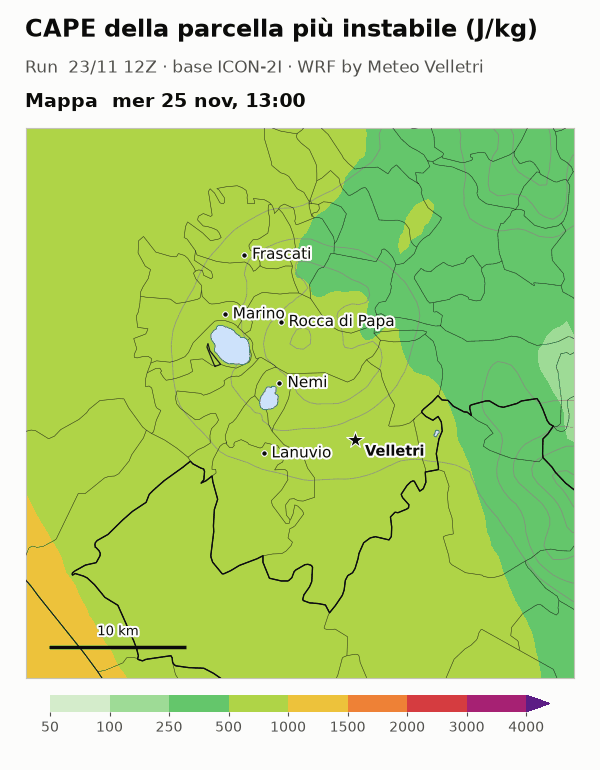 CAPE della parcella più instabile (J/kg)
Run  23/11 12Z · base ICON-2I · WRF by Meteo Velletri
Mappa  mer 25 nov, 13:00
Frascati
Marino
Rocca di Papa
Nemi
Velletri
Lanuvio
10 km
50 100 250 500 1000 1500 2000 3000 4000